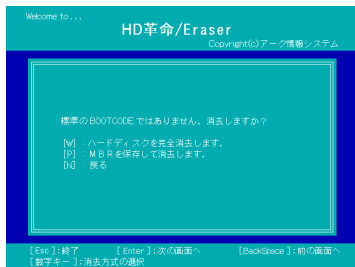 Welcome to...
HD革命/Eraser
Copyright(c)アーク情報システム
標準のBOOTCODEではありません。消去しますか?
[W] : ハードディスクを完全消去します。
[P] : MBRを保存して消去します。
[N] : 戻る
[Esc]:終了 [Enter]:次の画面へ [BackSpace]:前の画面へ
[数字キー]:消去方式の選択